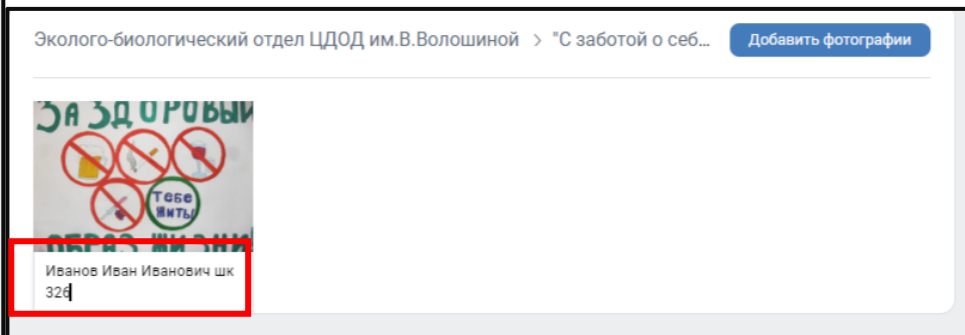 Эколого-биологический отдел ЦДОД им.В.Волошиной > "С заботой о себ... Добавить фотографии
ЗА ЗДОРОВЫЙ
ТЕБЕ
ЖИТЬ!
ОБРАЗ ЖИЗНИ
Иванов Иван Иванович шк
326